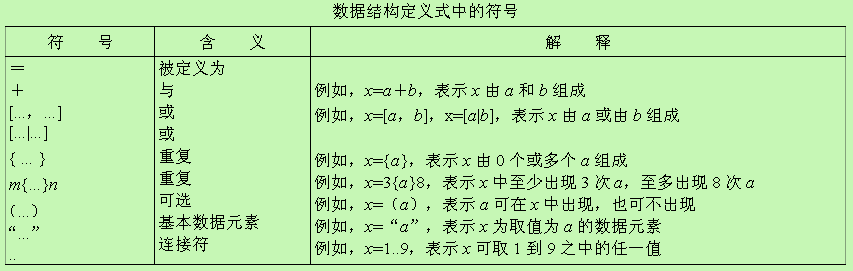 数据结构定义式中的符号
符 号 含 义 解 释
＝ 被定义为
＋ 与 例如，x=a＋b，表示 x 由 a 和 b 组成
[…，…] 或 例如，x=[a，b]，x=[a|b]，表示 x 由 a 或由 b 组成
[…|…] 或
{ … } 重复 例如，x={a}，表示 x 由 0 个或多个 a 组成
m{…}n 重复 例如，x=3{a}8，表示 x 中至少出现 3 次 a，至多出现 8 次 a
（…） 可选 例如，x=（a），表示 a 可在 x 中出现，也可不出现
“…” 基本数据元素 例如，x=“a”，表示 x 为取值为 a 的数据元素
.. 连接符 例如，x=1..9，表示 x 可取 1 到 9 之中的任一值